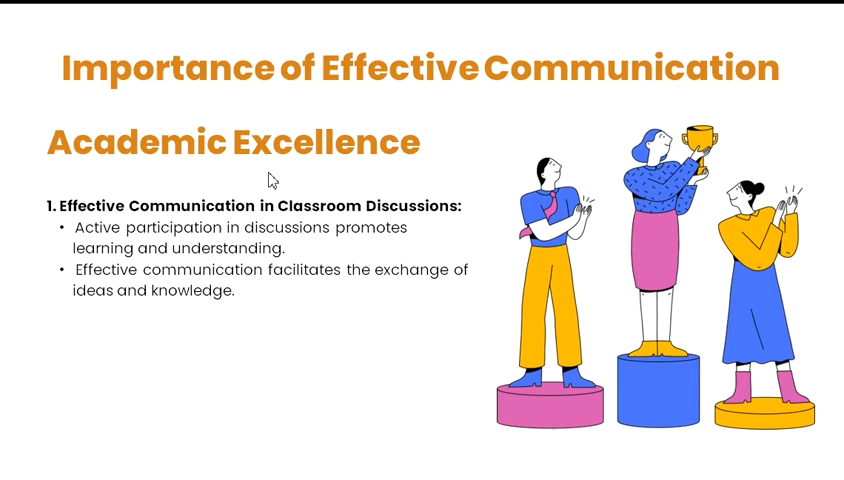 Importance of Effective Communication
Academic Excellence
1. Effective Communication in Classroom Discussions:
• Active participation in discussions promotes
learning and understanding.
• Effective communication facilitates the exchange of
ideas and knowledge.